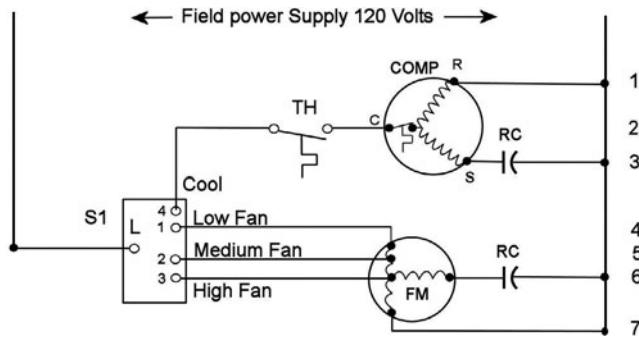 Field power Supply 120 Volts
COMP R
1
TH
C
2
RC
3
S
Cool
S1
L
4
1
Low Fan
4
2
Medium Fan
5
RC
3
FM
6
High Fan
7